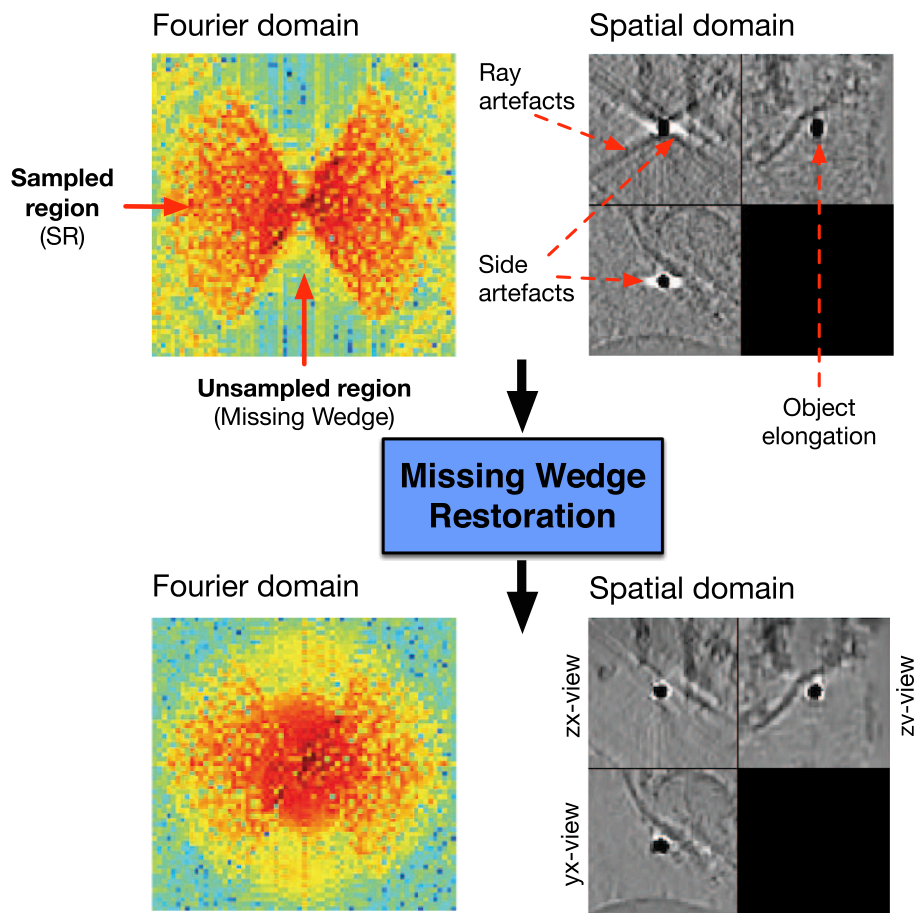 Fourier domain
Spatial domain
Ray
artefacts
Sampled
region
(SR)
Side
artefacts
Unsampled region
(Missing Wedge)
Object
elongation
Missing Wedge
Restoration
Fourier domain
Spatial domain
zx-view
zv-view
yx-view